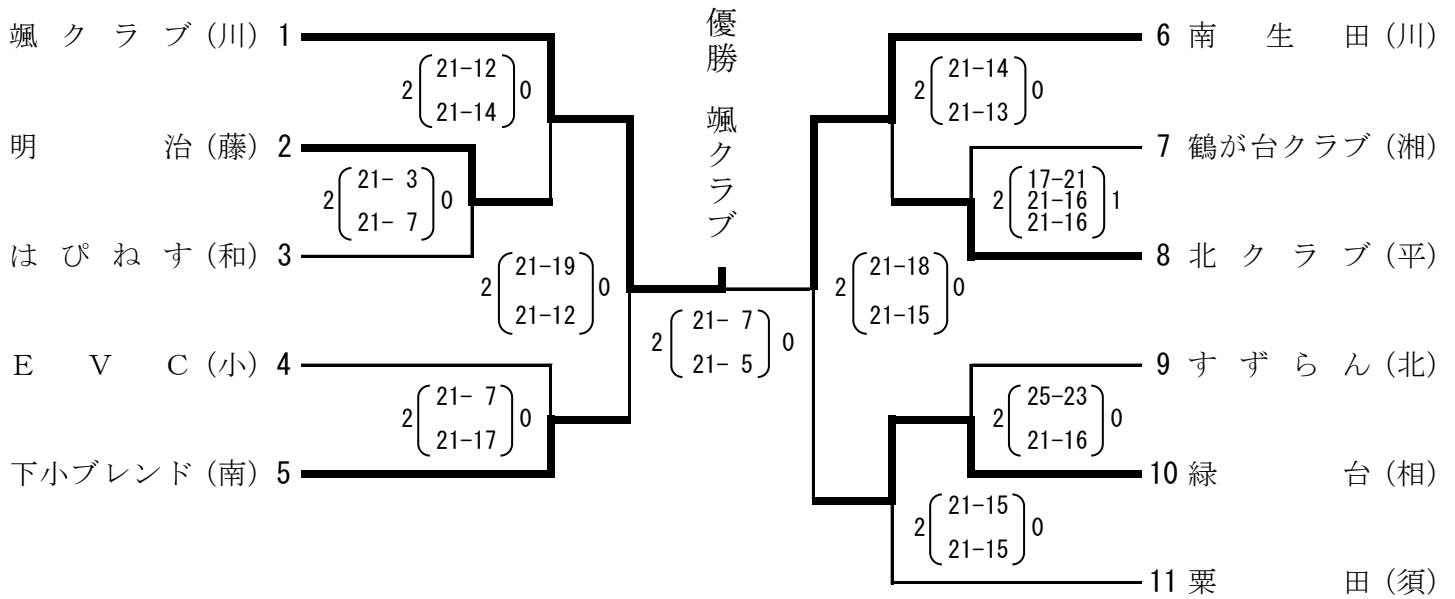 優勝 颯クラブ
颯クラブ(川) 1
2 21-12 0
21-14
明治(藤) 2
2 21- 3 0
21- 7
はぴねす(和) 3
2 21-19 0
21-12
EVC(小) 4
2 21- 7 0
21-17
下小ブレンド(南) 5
2 21- 7 0
21- 5
6 南生田(川)
2 21-14 0
21-13
7 鶴が台クラブ(湘)
2 17-21 1
21-16
21-16
8 北クラブ(平)
2 21-18 0
21-15
9 すずらん(北)
2 25-23 0
21-16
10 緑台(相)
2 21-15 0
21-15
11 粟田(須)